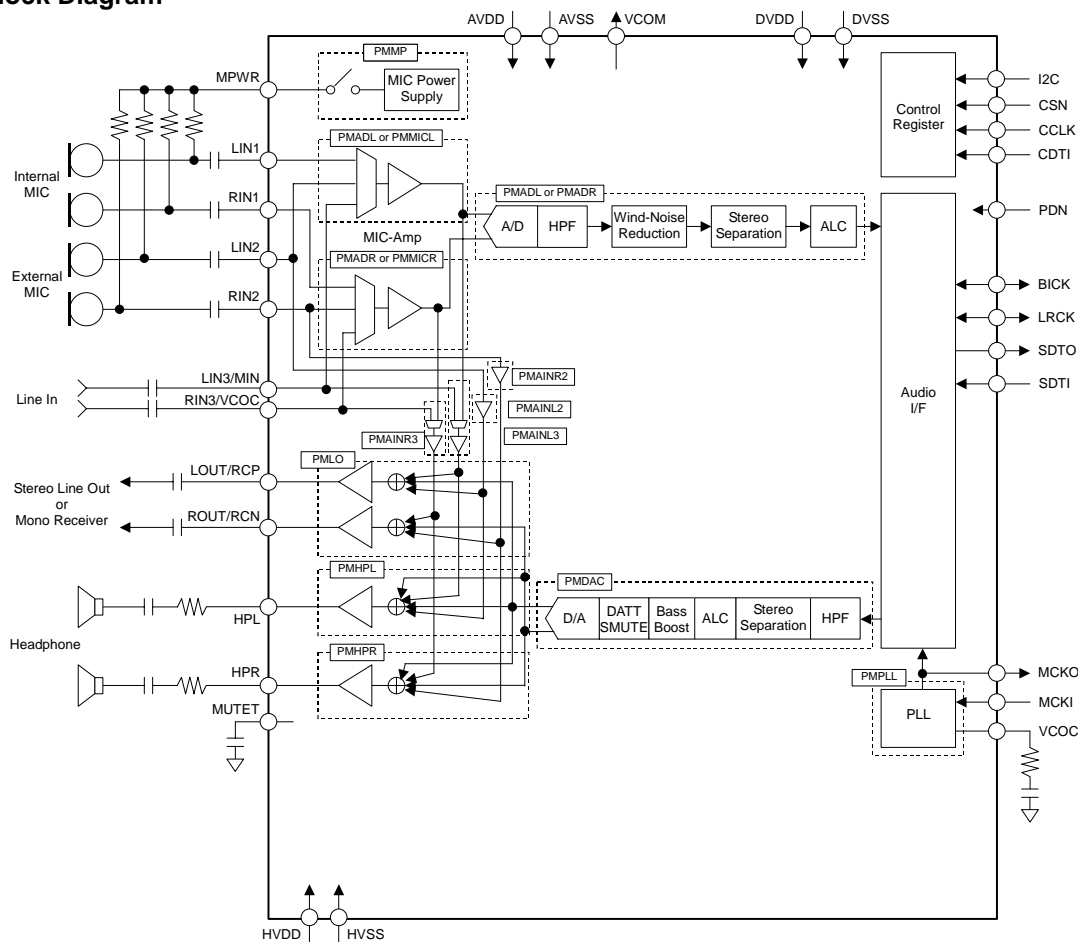 AVDD AVSS VCOM DVDD DVSS
PMMP
MPWR
MIC Power
Supply
Control
Register
I2C
CSN
CCLK
CDTI
PMADL or PMMICL
LIN1
Internal
MIC
RIN1
PMADL or PMADR
A/D HPF
Wind-Noise
Reduction
Stereo
Separation
ALC
PDN
MIC-Amp
LIN2
PMADR or PMMICR
External
MIC
RIN2
BICK
LRCK
SDTO
SDTI
Audio
I/F
PMAINR2
LIN3/MIN
Line In
RIN3/VCOC
PMAINL2
PMAINR3
PMAINL3
PMLO
LOUT/RCP
Stereo Line Out
or
Mono Receiver
ROUT/RCN
PMHPL
HPL
PMDAC
D/A
DATT
SMUTE
Bass
Boost
ALC
Stereo
Separation
HPF
Headphone
PMHPR
HPR
MUTET
PMPLL
PLL
MCKO
MCKI
VCOC
HVDD HVSS